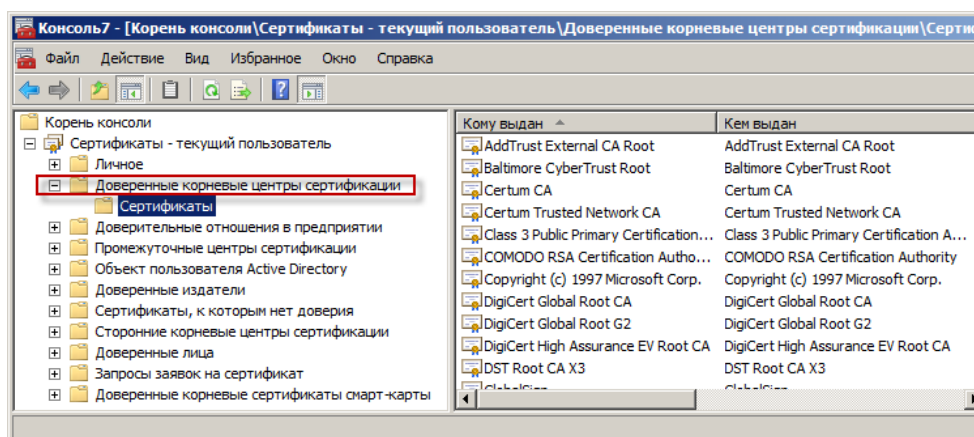 Консоль7 - [Корень консоли\Сертификаты - текущий пользователь\Доверенные корневые центры сертификации\Серти
Файл Действие Вид Избранное Окно Справка
Корень консоли
Сертификаты - текущий пользователь
Личное
Доверенные корневые центры сертификации
Сертификаты
Доверительные отношения в предприятии
Промежуточные центры сертификации
Объект пользователя Active Directory
Доверенные издатели
Сертификаты, к которым нет доверия
Сторонние корневые центры сертификации
Доверенные лица
Запросы заявок на сертификат
Доверенные корневые сертификаты смарт-карты
Кому выдан Кем выдан
AddTrust External CA Root AddTrust External CA Root
Baltimore CyberTrust Root Baltimore CyberTrust Root
Certum CA Certum CA
Certum Trusted Network CA Certum Trusted Network CA
Class 3 Public Primary Certification... Class 3 Public Primary Certification A...
COMODO RSA Certification Autho... COMODO RSA Certification Authority
Copyright (c) 1997 Microsoft Corp. Copyright (c) 1997 Microsoft Corp.
DigiCert Global Root CA DigiCert Global Root CA
DigiCert Global Root G2 DigiCert Global Root G2
DigiCert High Assurance EV Root CA DigiCert High Assurance EV Root CA
DST Root CA X3 DST Root CA X3